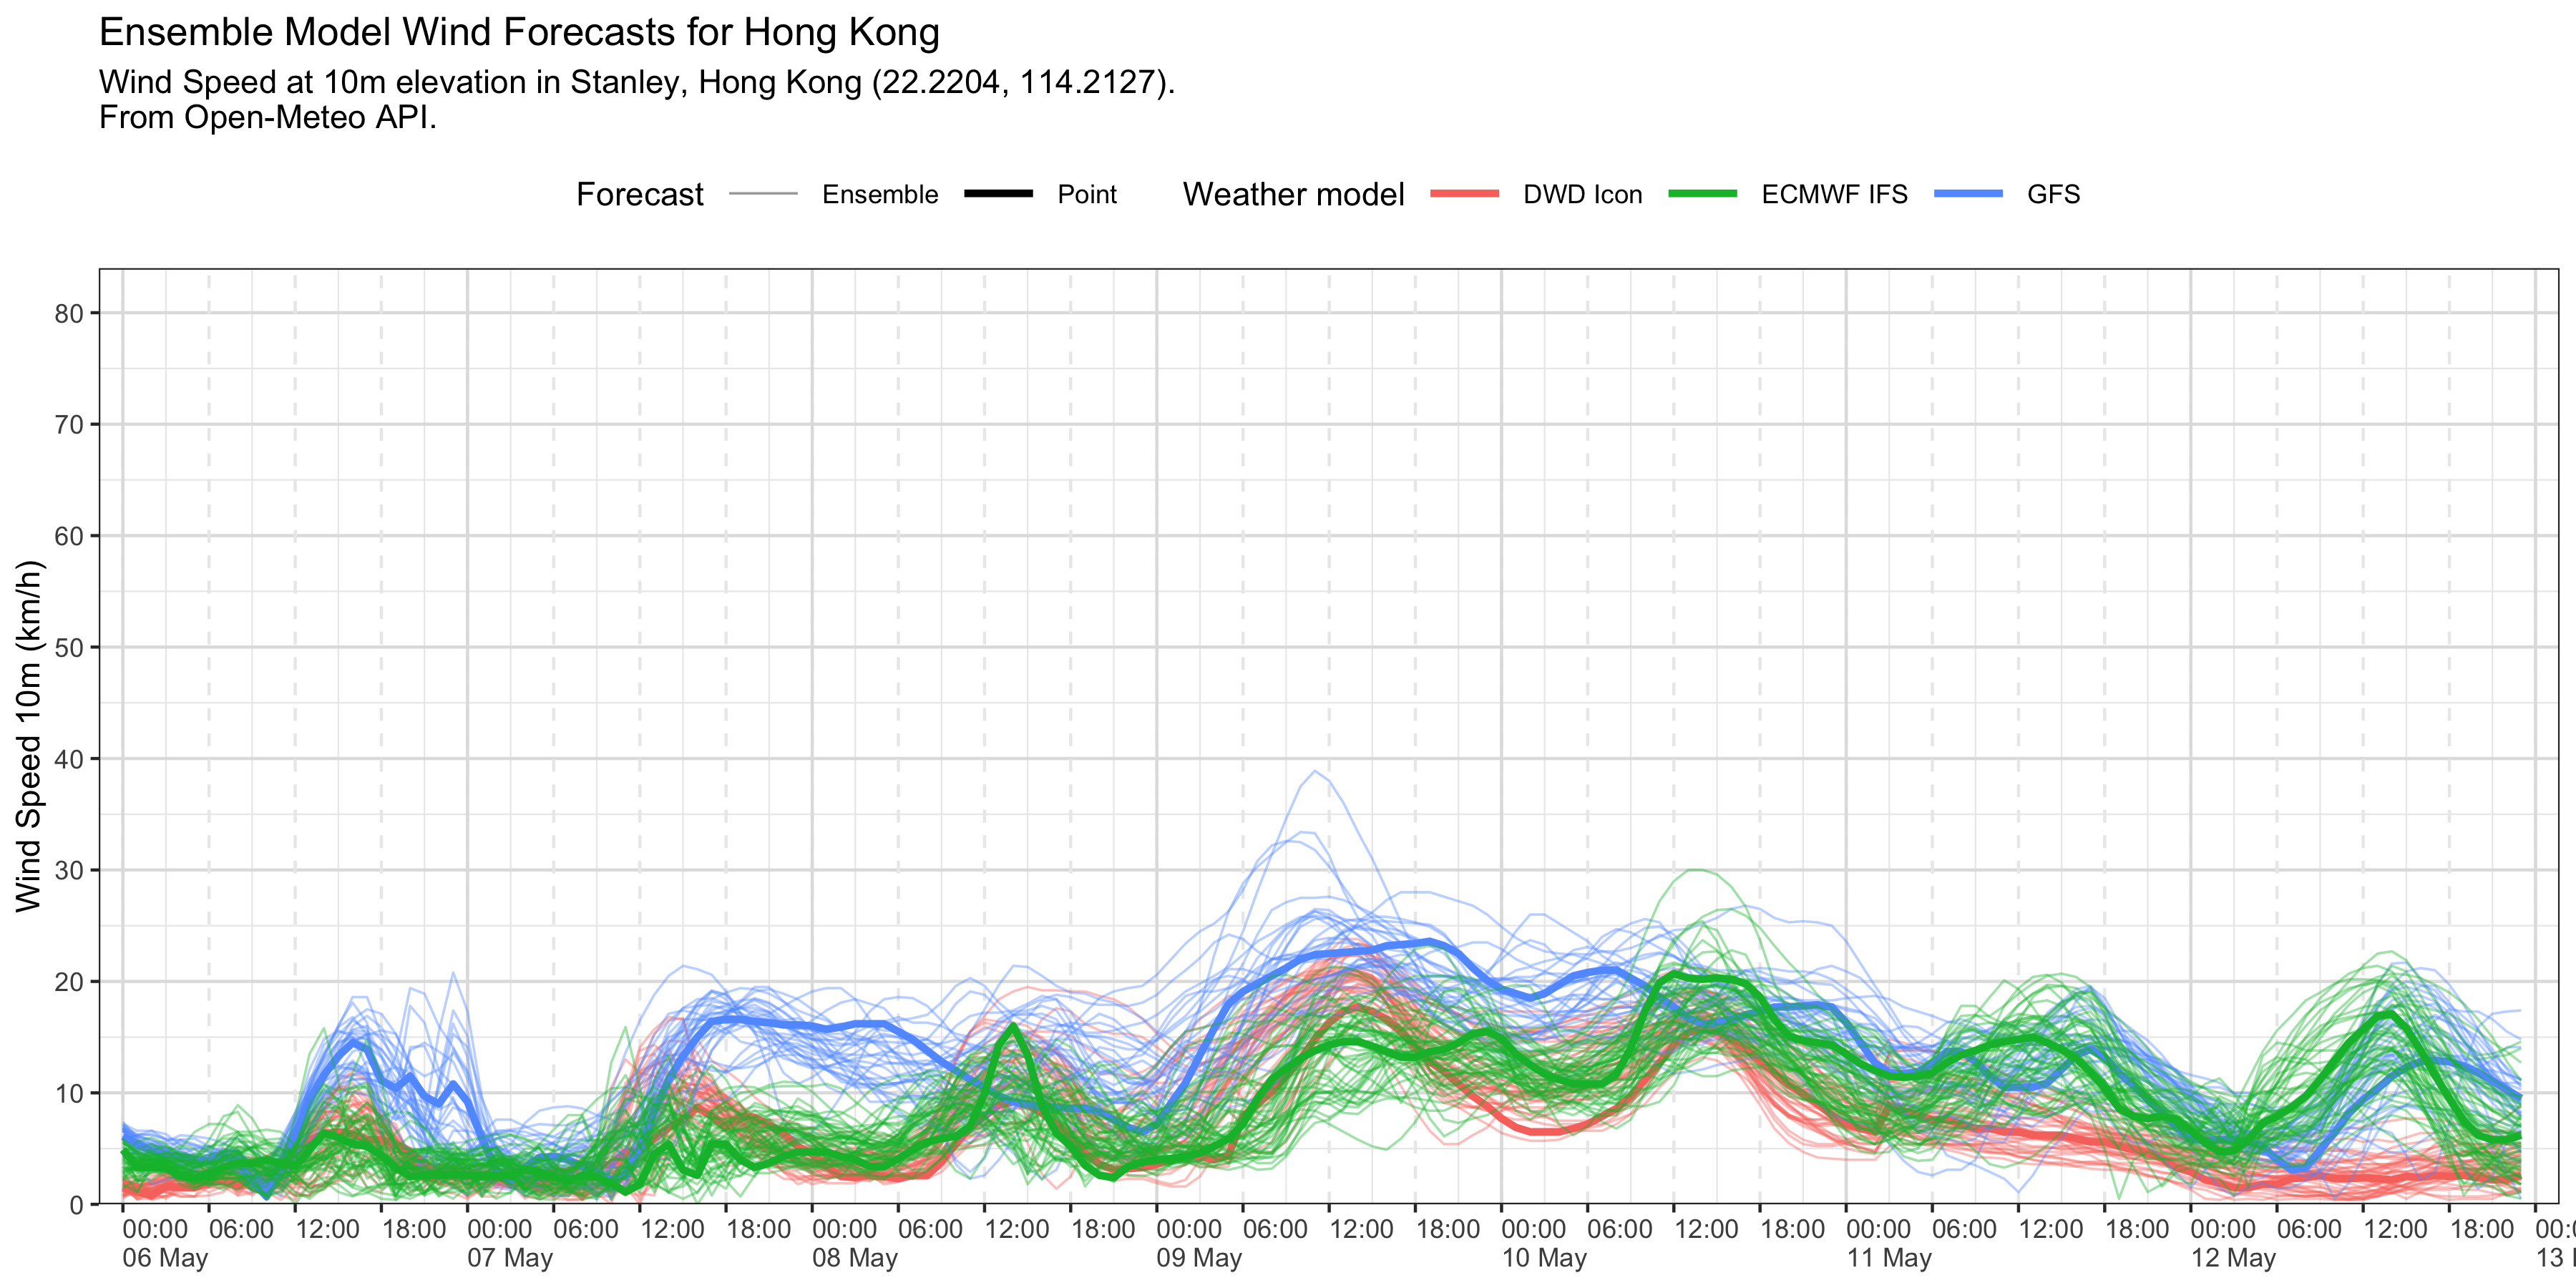 Ensemble Model Wind Forecasts for Hong Kong
Wind Speed at 10m elevation in Stanley, Hong Kong (22.2204, 114.2127).
From Open-Meteo API.
Forecast Ensemble Point Weather model DWD Icon ECMWF IFS GFS
Wind Speed 10m (km/h)
80
70
60
50
40
30
20
10
0
00:00 06:00 12:00 18:00 00:00 06:00 12:00 18:00 00:00 06:00 12:00 18:00 00:00 06:00 12:00 18:00 00:00 06:00 12:00 18:00 00:00 06:00 12:00 18:00 00:00 06:00 12:00 18:00
06 May 07 May 08 May 09 May 10 May 11 May 12 May 13